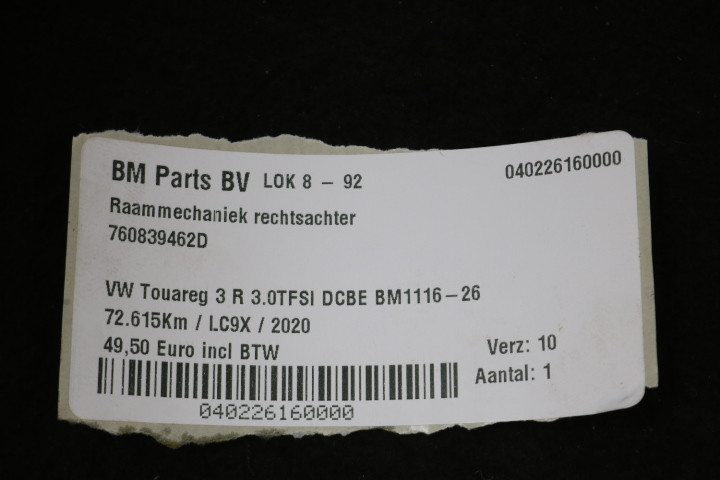 BM Parts BV LOK 8 - 92 040226160000
Raammechaniek rechtsachter
760839462D
VW Touareg 3 R 3.0TFSI DCBE BM1116-26
72.615Km / LC9X / 2020
49,50 Euro incl BTW Verz: 10
Aantal: 1
040226160000